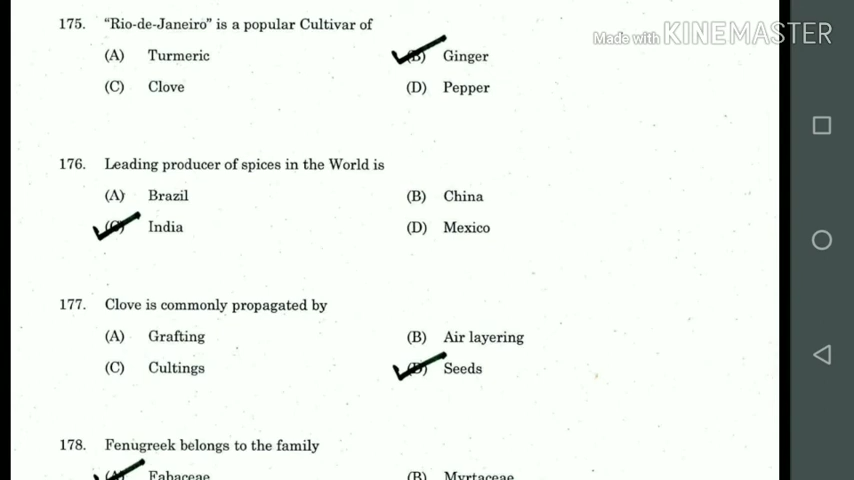 Made with KINEMASTER
175. "Rio-de-Janeiro" is a popular Cultivar of
(A) Turmeric (B) Ginger
(C) Clove (D) Pepper
176. Leading producer of spices in the World is
(A) Brazil (B) China
(C) India (D) Mexico
177. Clove is commonly propagated by
(A) Grafting (B) Air layering
(C) Cultings (D) Seeds
178. Fenugreek belongs to the family
(A) Fabaceae (B) Myrtaceae